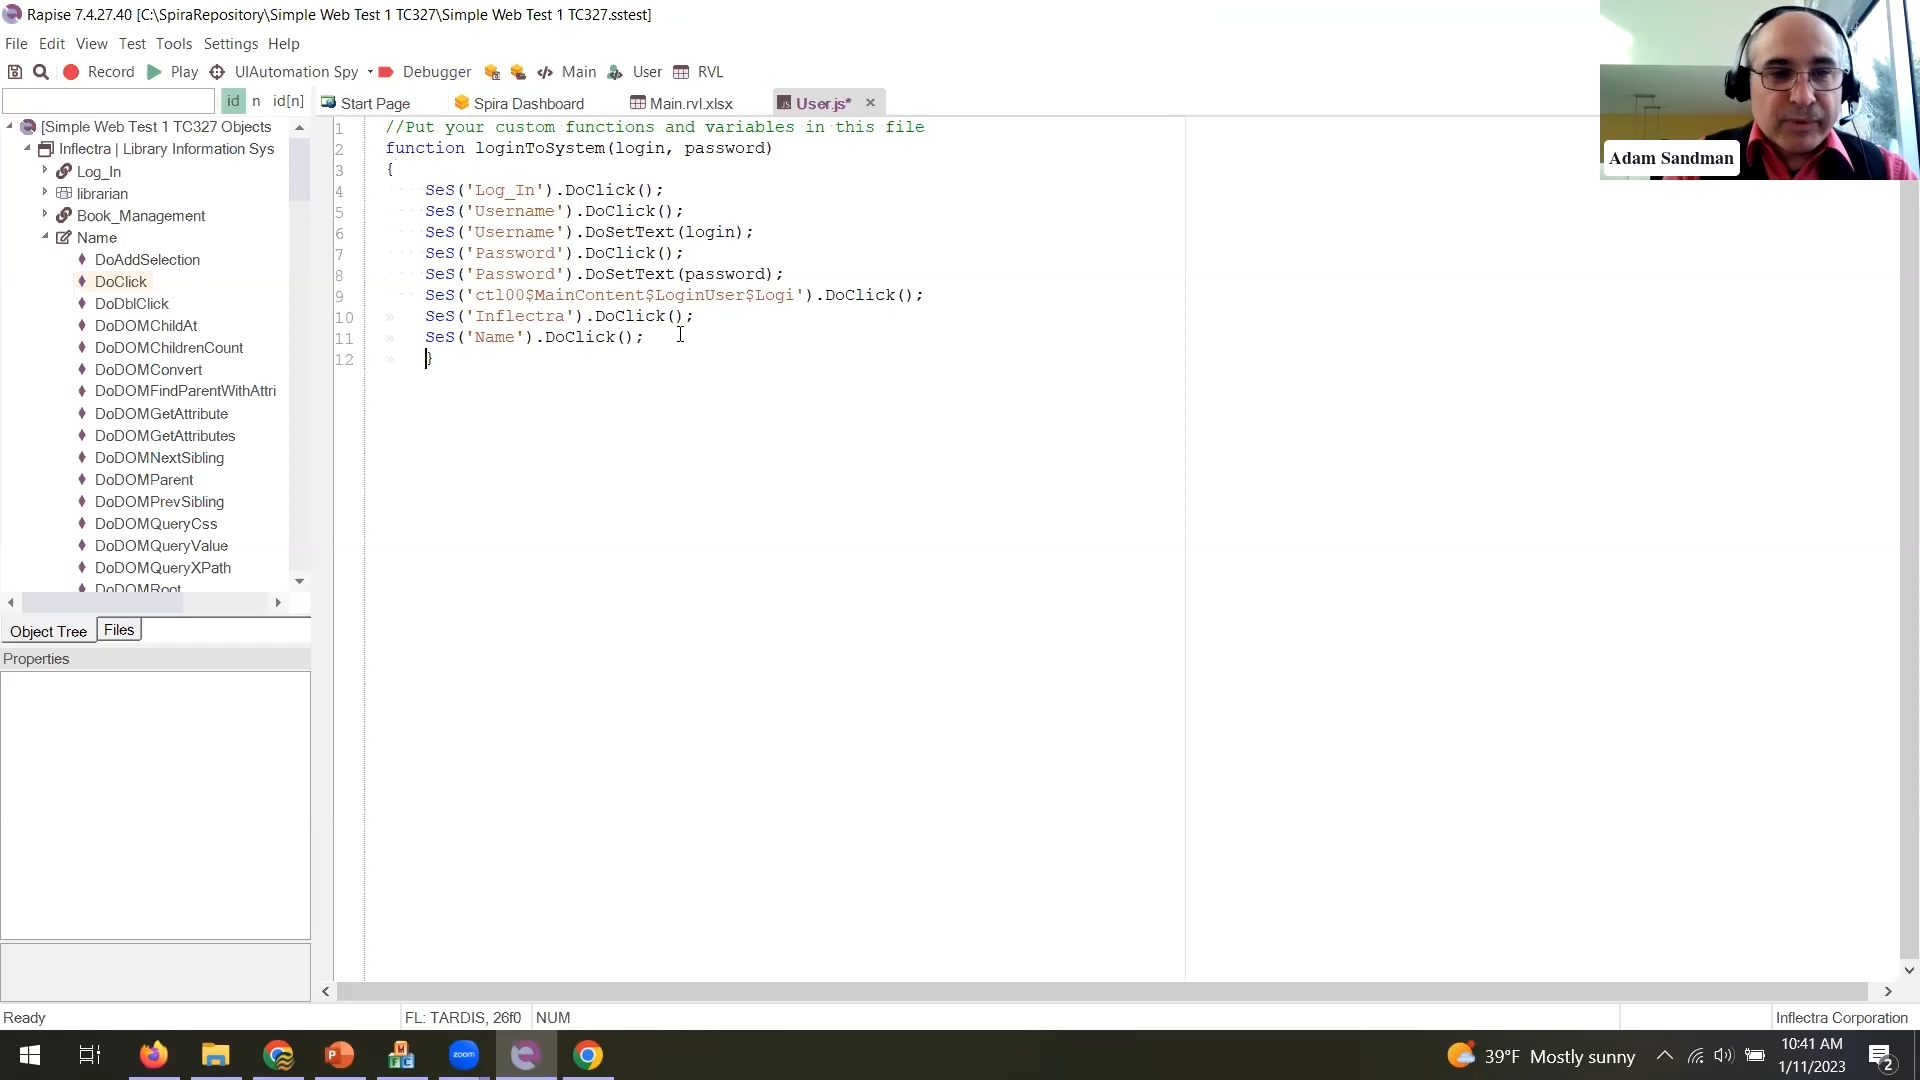 Rapise 7.4.27.40 [C:\SpiraRepository\Simple Web Test 1 TC327\Simple Web Test 1 TC327.sstest]
File Edit View Test Tools Settings Help
Record Play UIAutomation Spy Debugger Main User RVL
id n id[n] Start Page Spira Dashboard Main.rvl.xlsx User.js*
[Simple Web Test 1 TC327 Objects
Inflectra | Library Information Sys
Log_In
librarian
Book_Management
Name
DoAddSelection
DoClick
DoDblClick
DoDOMChildAt
DoDOMChildrenCount
DoDOMConvert
DoDOMFindParentWithAttri
DoDOMGetAttribute
DoDOMGetAttributes
DoDOMNextSibling
DoDOMParent
DoDOMPrevSibling
DoDOMQueryCss
DoDOMQueryValue
DoDOMQueryXPath
DoDOMRoot
Object Tree Files
Properties
1 //Put your custom functions and variables in this file
2 function loginToSystem(login, password)
3 {
4 SeS('Log_In').DoClick();
5 SeS('Username').DoClick();
6 SeS('Username').DoSetText(login);
7 SeS('Password').DoClick();
8 SeS('Password').DoSetText(password);
9 SeS('ctl00$MainContent$LoginUser$Logi').DoClick();
10 SeS('Inflectra').DoClick();
11 SeS('Name').DoClick();
12 }
Adam Sandman
Ready FL: TARDIS, 26f0 NUM Inflectra Corporation
zoom
39°F Mostly sunny
10:41 AM
1/11/2023
2